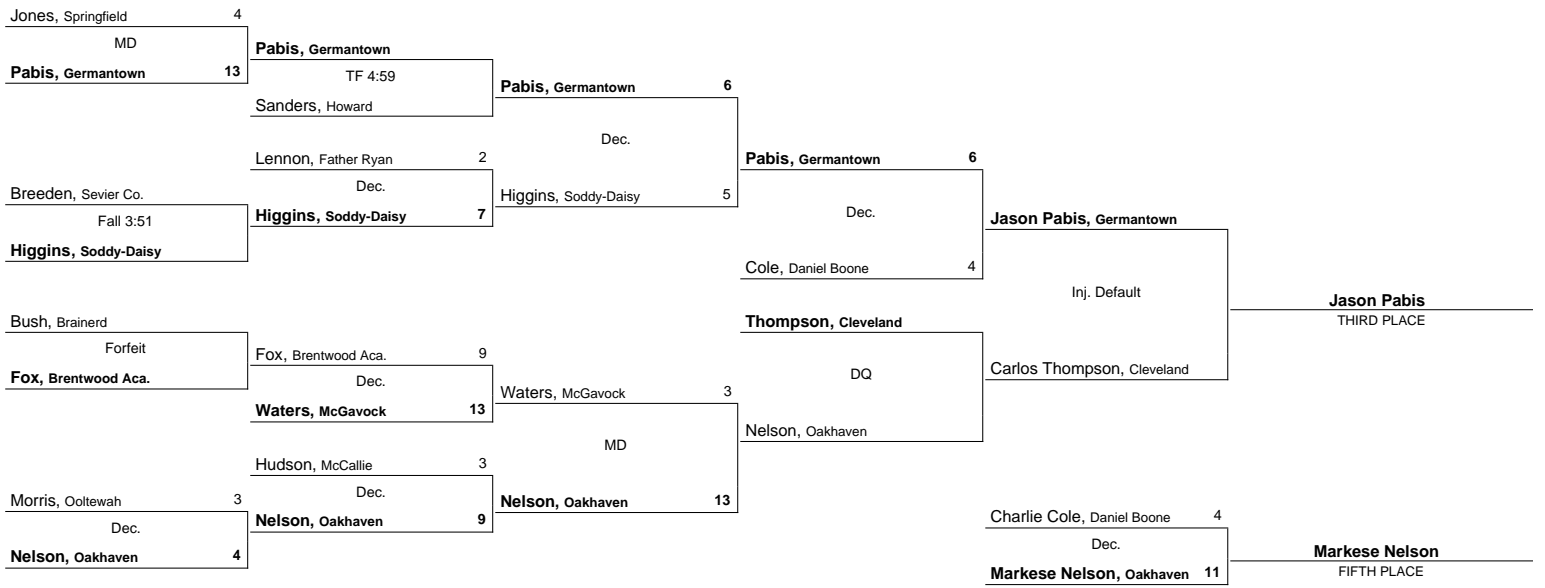 Jones, Springfield 4
MD
Pabis, Germantown 13
Breeden, Sevier Co.
Fall 3:51
Higgins, Soddy-Daisy
Bush, Brainerd
Forfeit
Fox, Brentwood Aca.
Morris, Ooltewah 3
Dec.
Nelson, Oakhaven 4
Pabis, Germantown
TF 4:59
Sanders, Howard
Lennon, Father Ryan 2
Dec.
Higgins, Soddy-Daisy 7
Fox, Brentwood Aca. 9
Dec.
Waters, McGavock 13
Hudson, McCallie 3
Dec.
Nelson, Oakhaven 9
Pabis, Germantown 6
Dec.
Higgins, Soddy-Daisy 5
Waters, McGavock 3
MD
Nelson, Oakhaven 13
Pabis, Germantown 6
Dec.
Cole, Daniel Boone 4
Thompson, Cleveland
DQ
Nelson, Oakhaven
Jason Pabis, Germantown
Inj. Default
Carlos Thompson, Cleveland
Jason Pabis
THIRD PLACE
Charlie Cole, Daniel Boone 4
Dec.
Markese Nelson, Oakhaven 11
Markese Nelson
FIFTH PLACE